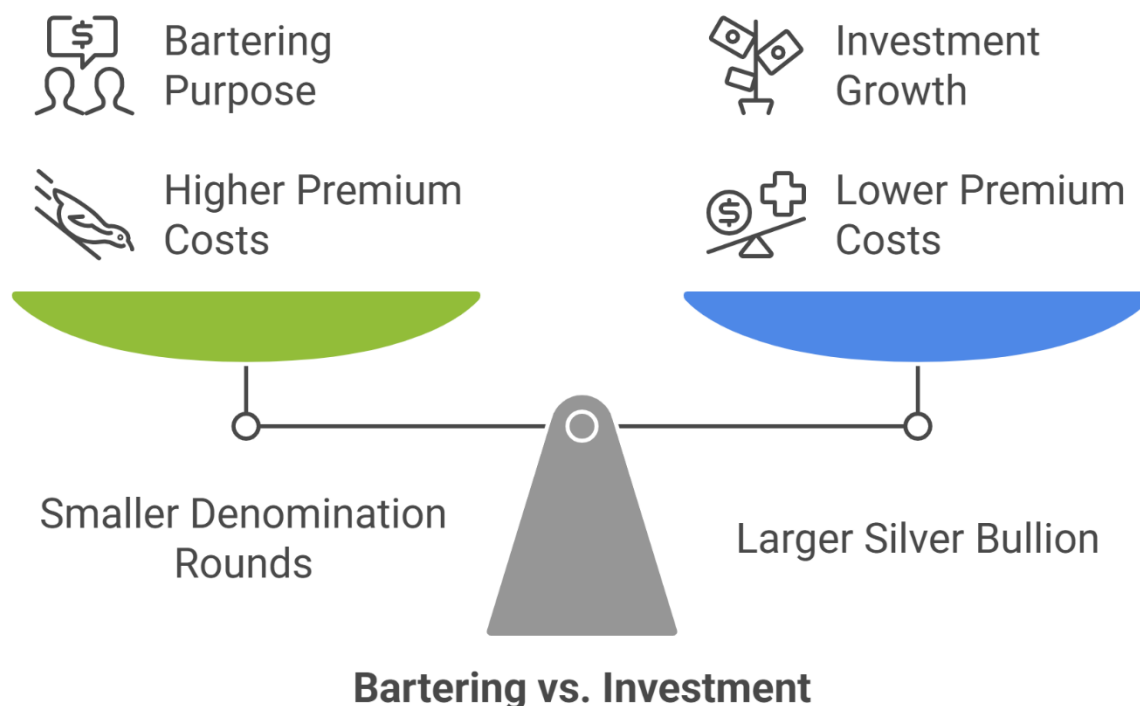 $
Bartering
Purpose
Investment
Growth
Higher Premium
Costs
$
Lower Premium
Costs
Smaller Denomination
Rounds
Larger Silver Bullion
Bartering vs. Investment